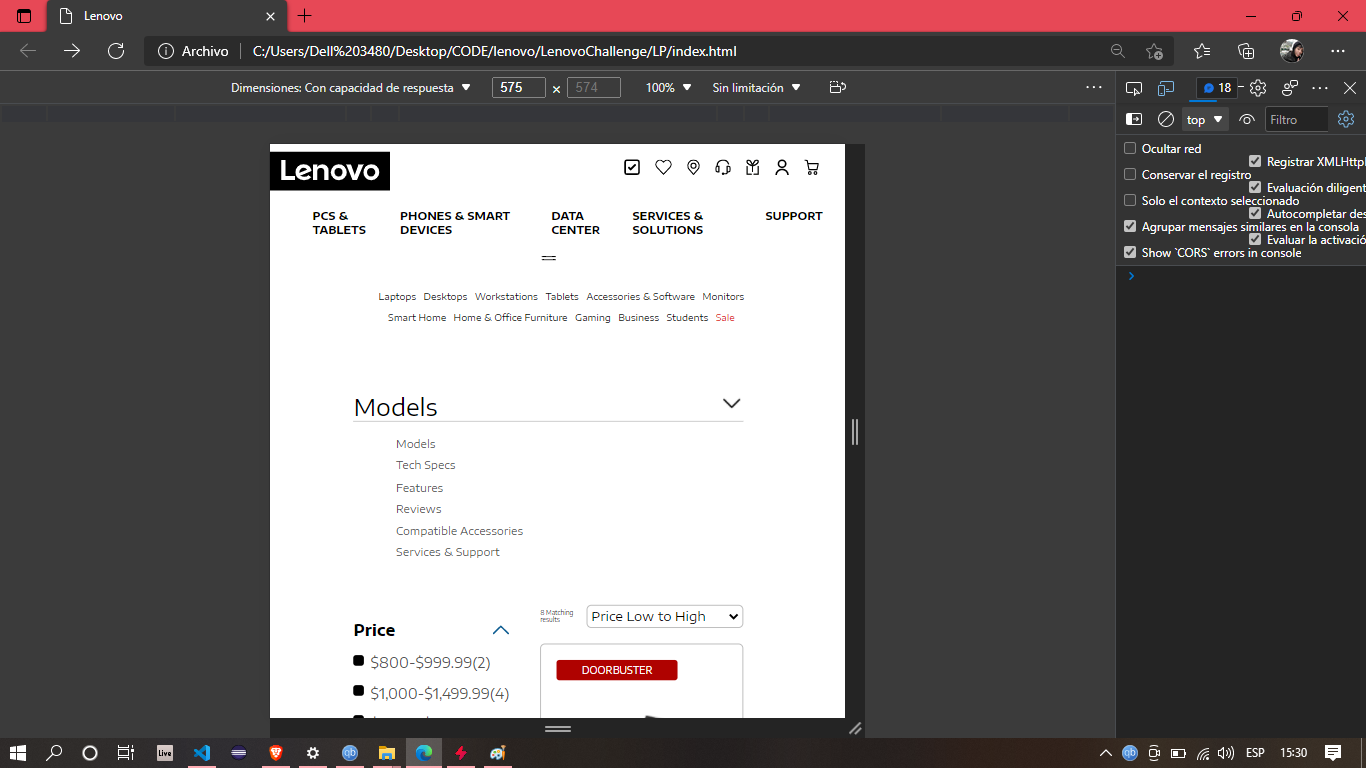 Lenovo
Archivo
C:/Users/Dell%203480/Desktop/CODE/lenovo/LenovoChallenge/LP/index.html
Dimensiones: Con capacidad de respuesta
575
×
574
100%
Sin limitación
18
top
Filtro
Ocultar red
Registrar XMLHttp
Conservar el registro
Evaluación diligent
Solo el contexto seleccionado
Autocompletar des
Agrupar mensajes similares en la consola
Evaluar la activació
Show `CORS` errors in console
Lenovo
PCS &
TABLETS
PHONES & SMART
DEVICES
DATA
CENTER
SERVICES &
SOLUTIONS
SUPPORT
Laptops Desktops Workstations Tablets Accessories & Software Monitors
Smart Home Home & Office Furniture Gaming Business Students Sale
Models
Models
Tech Specs
Features
Reviews
Compatible Accessories
Services & Support
8 Matching
results
Price Low to High
Price
$800-$999.99(2)
$1,000-$1,499.99(4)
DOORBUSTER
Live
qb
qb
qb
ESP
15:30